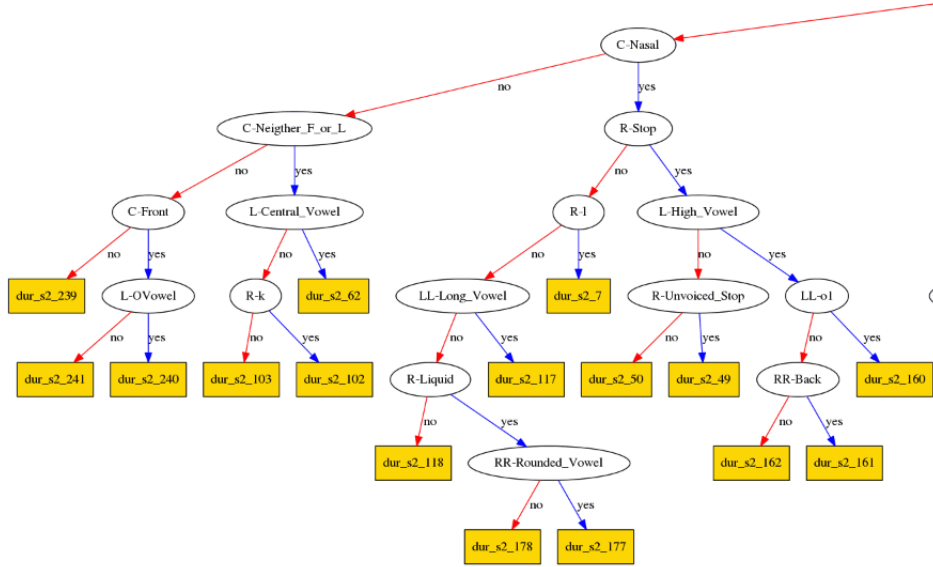 C-Nasal
no
yes
C-Neigther_F_or_L
R-Stop
no
yes
no
yes
C-Front
L-Central_Vowel
R-l
L-High_Vowel
no
yes
no
yes
no
yes
no
yes
dur_s2_239
L-OVowel
R-k
dur_s2_62
LL-Long_Vowel
dur_s2_7
R-Unvoiced_Stop
LL-o1
no
yes
no
yes
no
yes
no
yes
no
yes
dur_s2_241
dur_s2_240
dur_s2_103
dur_s2_102
R-Liquid
dur_s2_117
dur_s2_50
dur_s2_49
RR-Back
dur_s2_160
no
yes
no
yes
dur_s2_118
RR-Rounded_Vowel
dur_s2_162
dur_s2_161
no
yes
dur_s2_178
dur_s2_177